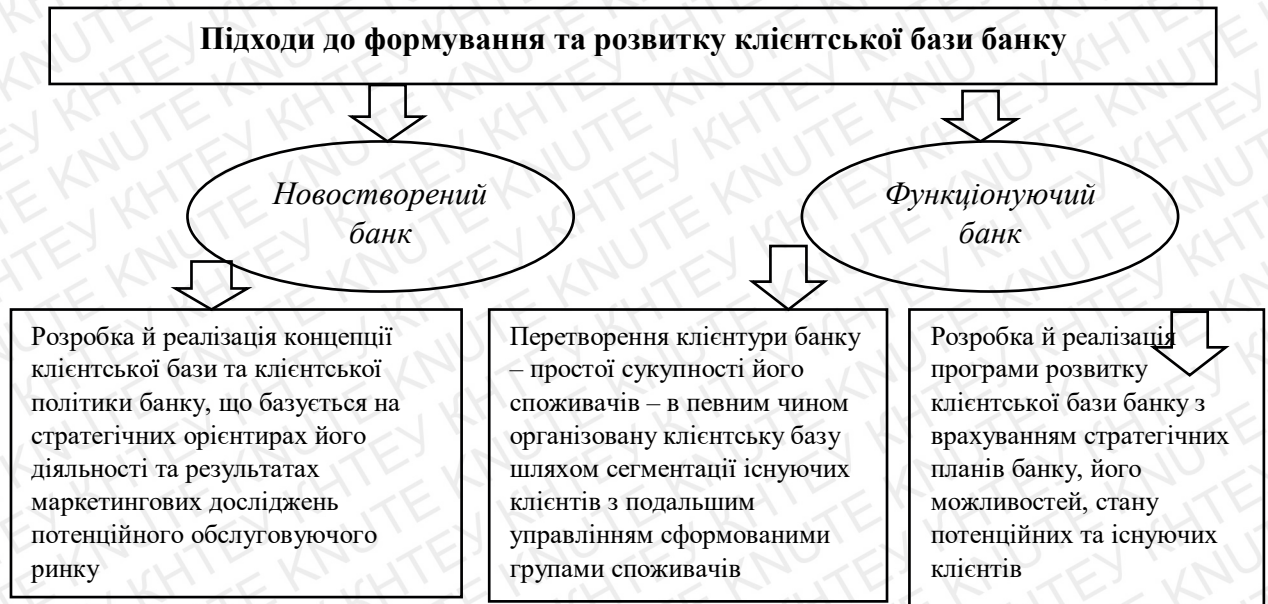 Підходи до формування та розвитку клієнтської бази банку
Новостворений
банк
Функціонуючий
банк
Розробка й реалізація концепції
клієнтської бази та клієнтської
політики банку, що базується на
стратегічних орієнтирах його
діяльності та результатах
маркетингових досліджень
потенційного обслуговуючого
ринку
Перетворення клієнтури банку
– простої сукупності його
споживачів – в певним чином
організовану клієнтську базу
шляхом сегментації існуючих
клієнтів з подальшим
управлінням сформованими
групами споживачів
Розробка й реалізація
програми розвитку
клієнтської бази банку з
врахуванням стратегічних
планів банку, його
можливостей, стану
потенційних та існуючих
клієнтів